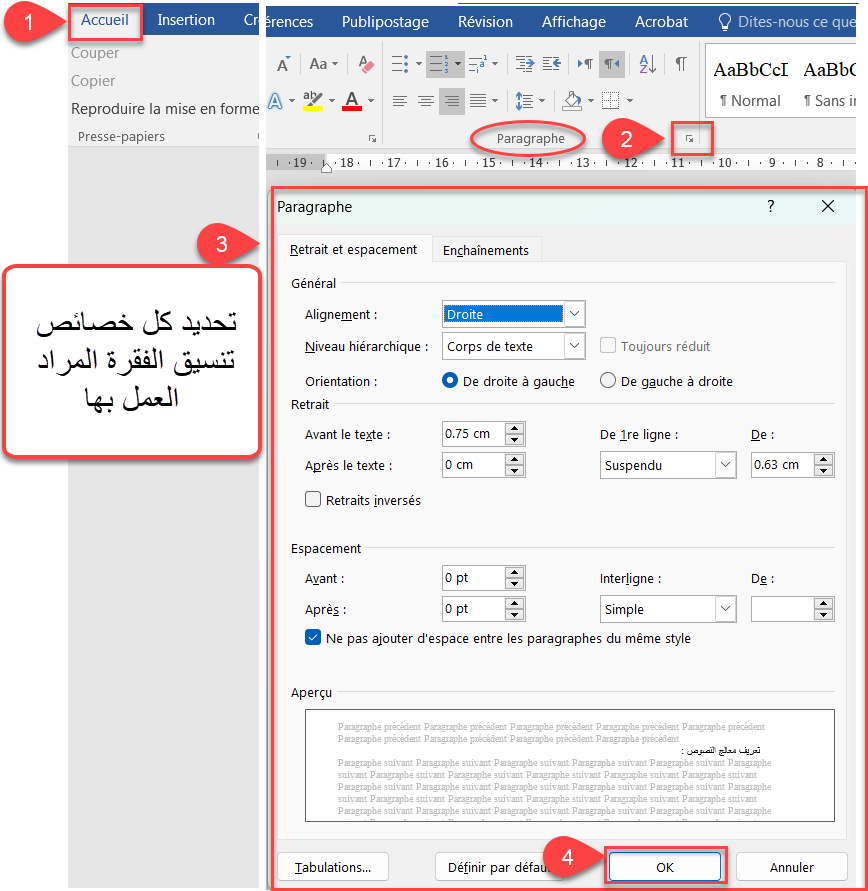 1
Accueil Insertion
Couper
Copier
Reproduire la mise en forme
Presse-papiers
érences Publipostage Révision Affichage Acrobat Dites-nous ce que
A Aa
A ab A
AaBbCcI AaBbC
¶ Normal ¶ Sans in
Paragraphe
2
19 18 17 16 15 14 13 12 11 10 9 8
3
تحديد كل خصائص
تنسيق الفقرة المراد
العمل بها
Paragraphe ? ×
Retrait et espacement Enchaînements
Général
Alignement : Droite
Niveau hiérarchique : Corps de texte Toujours réduit
Orientation : De droite à gauche De gauche à droite
Retrait
Avant le texte : 0.75 cm De 1re ligne : De :
Après le texte : 0 cm Suspendu 0.63 cm
Retraits inversés
Espacement
Avant : 0 pt Interligne : De :
Après : 0 pt Simple
Ne pas ajouter d'espace entre les paragraphes du même style
Aperçu
Paragraphe précédent Paragraphe précédent Paragraphe précédent Paragraphe précédent Paragraphe précédent
Paragraphe précédent Paragraphe précédent Paragraphe précédent Paragraphe précédent
تعريف معالج النصوص :
Paragraphe suivant Paragraphe suivant Paragraphe suivant Paragraphe suivant Paragraphe
suivant Paragraphe suivant Paragraphe suivant Paragraphe suivant Paragraphe suivant
Paragraphe suivant Paragraphe suivant Paragraphe suivant Paragraphe suivant Paragraphe
suivant Paragraphe suivant Paragraphe suivant Paragraphe suivant Paragraphe suivant
Paragraphe suivant Paragraphe suivant Paragraphe suivant Paragraphe suivant Paragraphe
4
Tabulations... Définir par défau OK Annuler